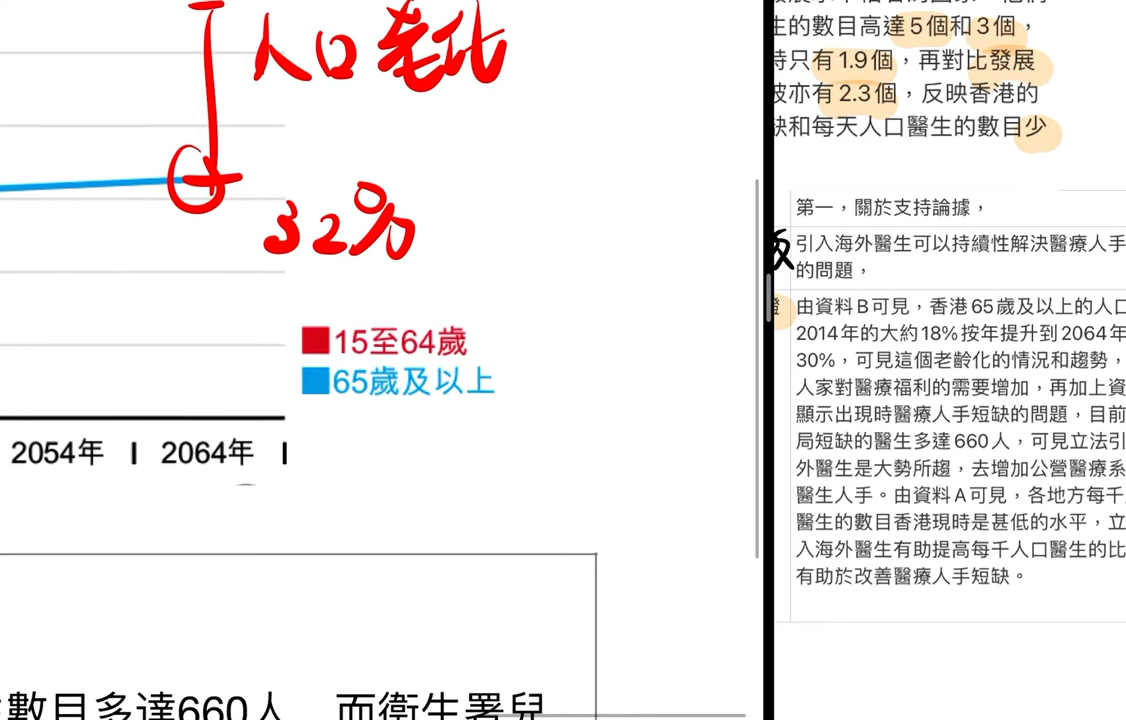 人口老化
32%
15至64歲
65歲及以上
2054年
2064年
數目多達660人
而衛生署兒
生的數目高達5個和3個，
時只有1.9個，再對比發展
彼亦有2.3個，反映香港的
缺和每天人口醫生的數目少
第一，關於支持論據，
引入海外醫生可以持續性解決醫療人手
的問題，
由資料B可見，香港65歲及以上的人口
2014年的大約18%按年提升到2064年
30%，可見這個老齡化的情況和趨勢，
人家對醫療福利的需要增加，再加上資
顯示出現時醫療人手短缺的問題，目前
局短缺的醫生多達660人，可見立法引
外醫生是大勢所趨，去增加公營醫療系
醫生人手。由資料A可見，各地方每千
醫生的數目香港現時是甚低的水平，立
入海外醫生有助提高每千人口醫生的比
有助於改善醫療人手短缺。